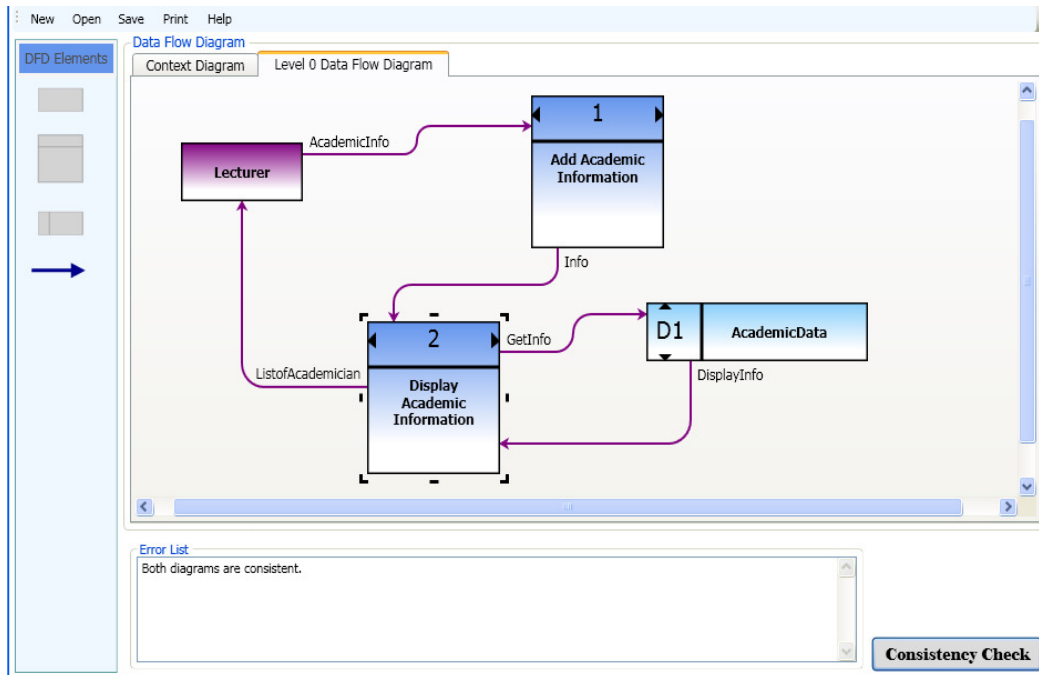 New Open Save Print Help
DFD Elements
Data Flow Diagram
Context Diagram Level 0 Data Flow Diagram
AcademicInfo
Lecturer
1
Add Academic
Information
Info
2
Display
Academic
Information
GetInfo
D1 AcademicData
ListofAcademician
DisplayInfo
Error List
Both diagrams are consistent.
Consistency Check